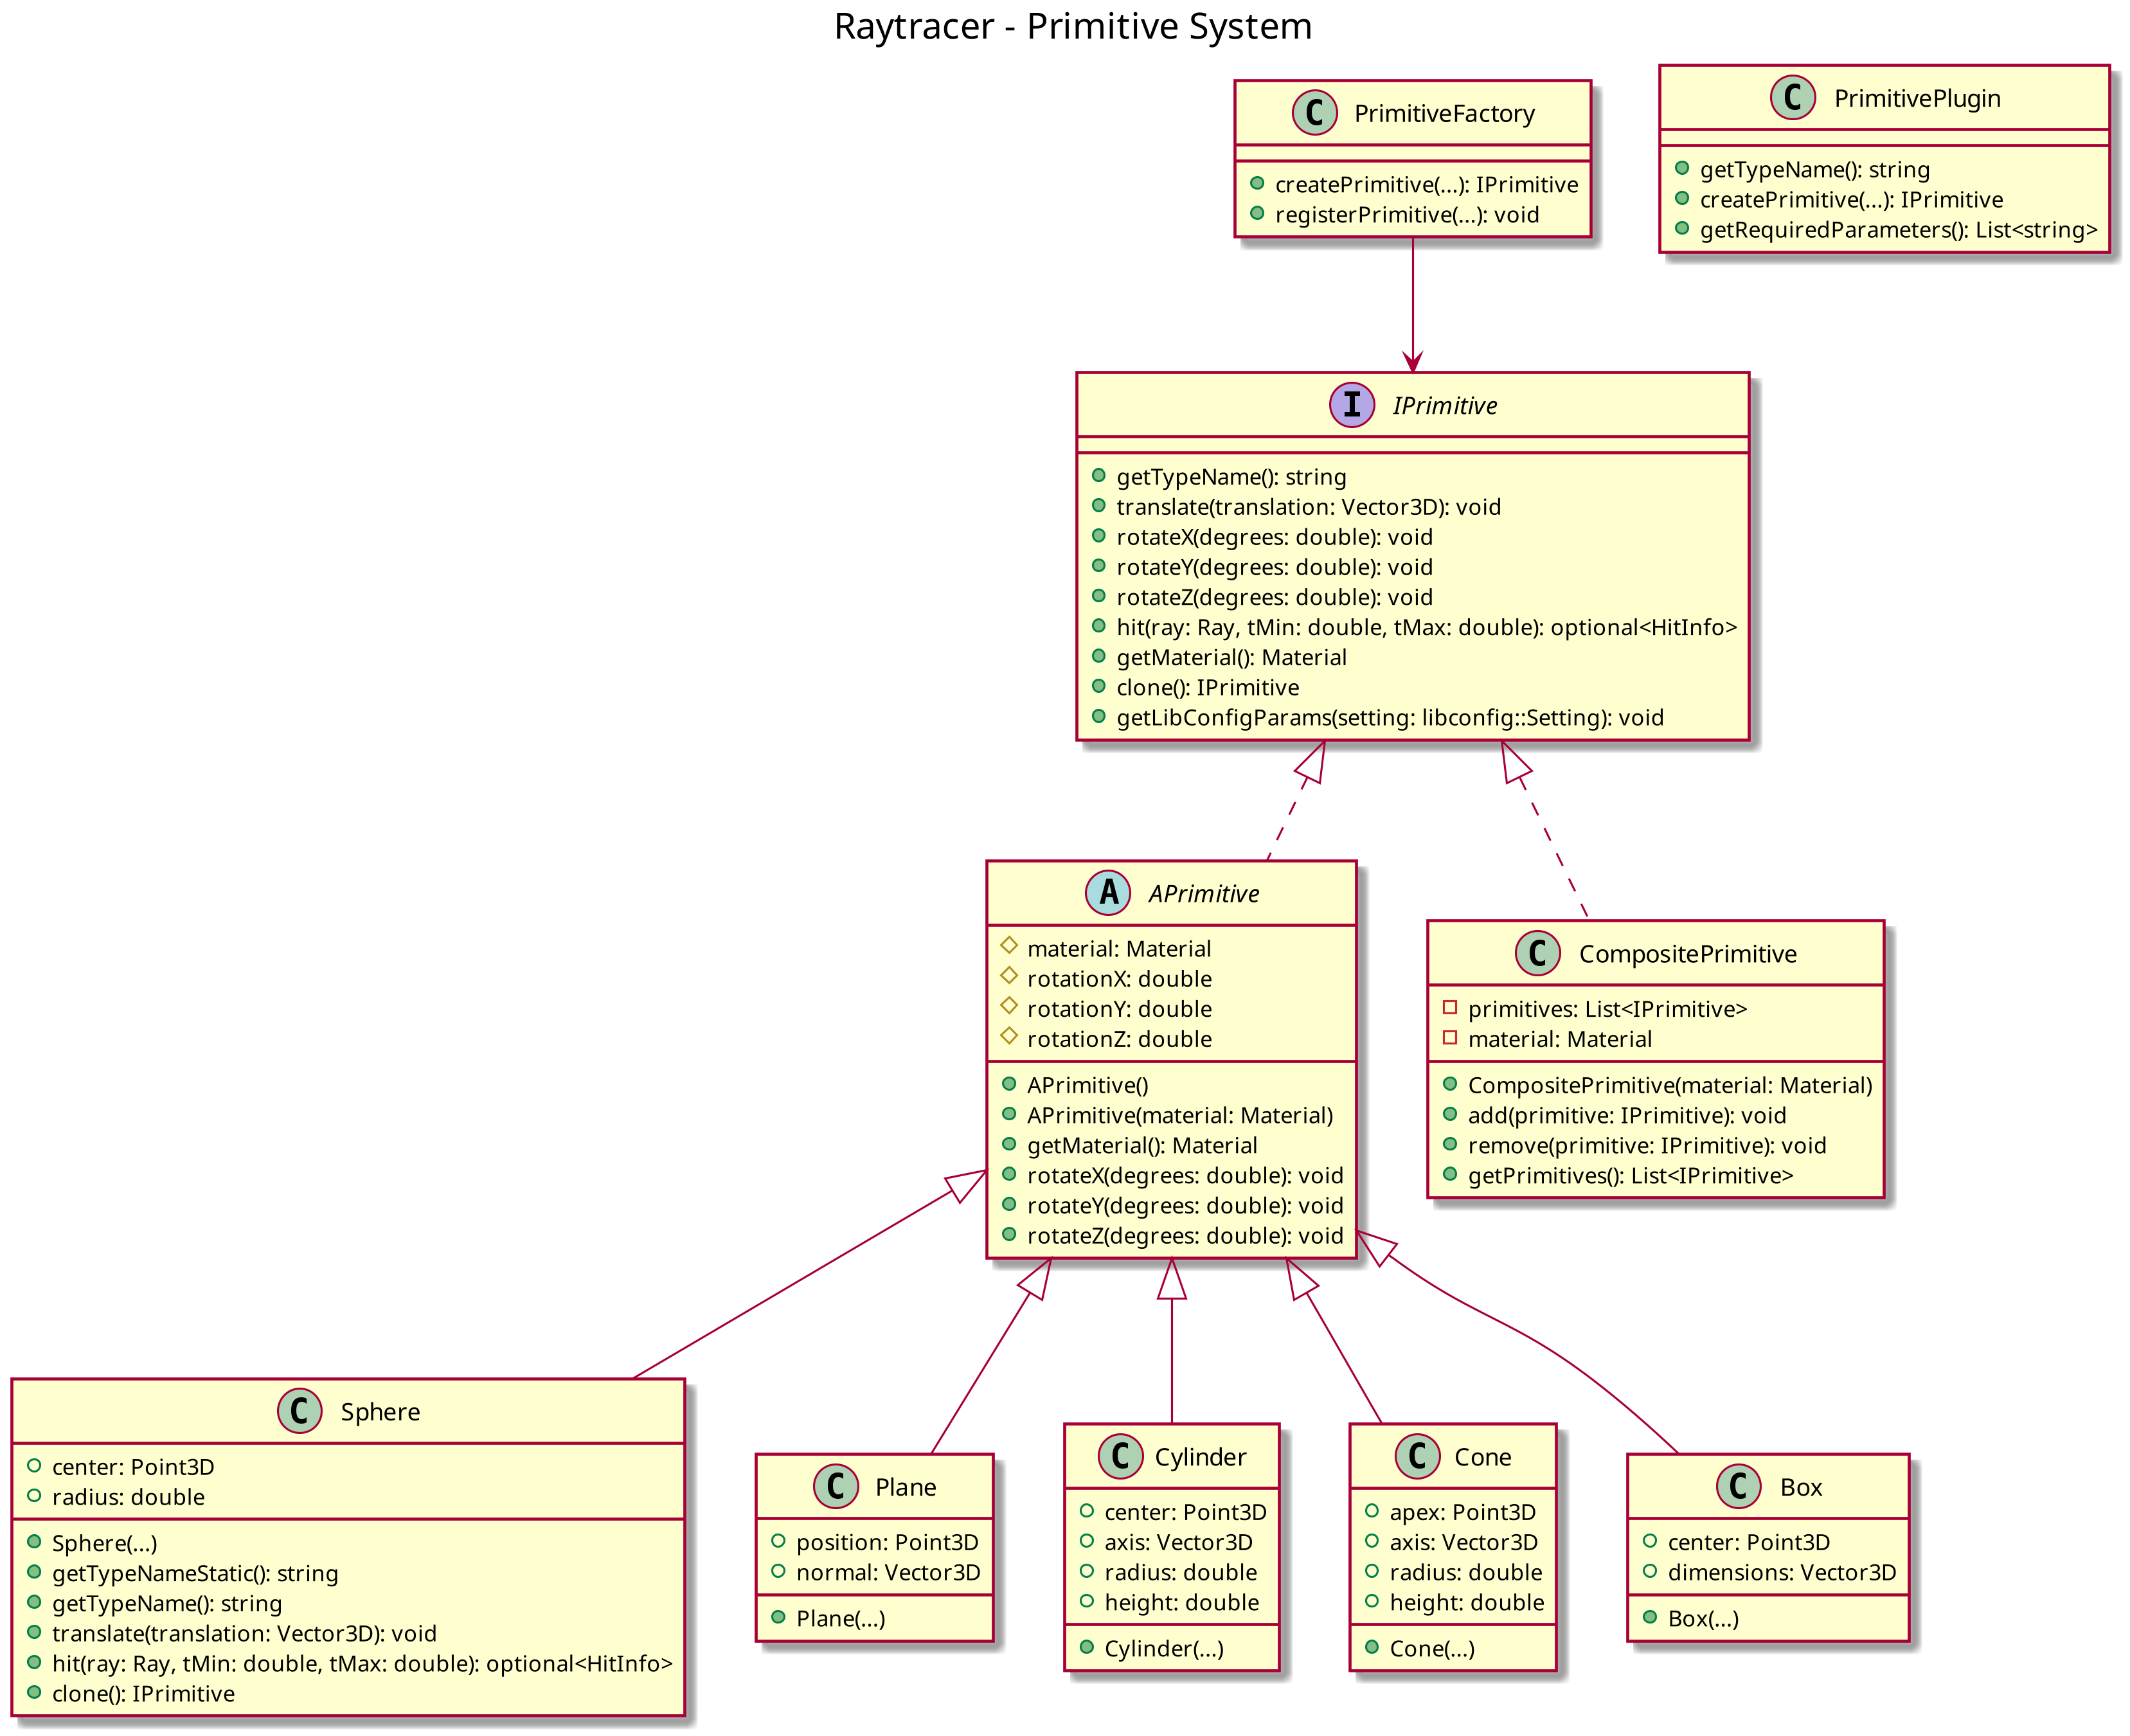 Raytracer - Primitive System
C PrimitiveFactory
createPrimitive(...): IPrimitive
registerPrimitive(...): void
C PrimitivePlugin
getTypeName(): string
createPrimitive(...): IPrimitive
getRequiredParameters(): List<string>
I IPrimitive
getTypeName(): string
translate(translation: Vector3D): void
rotateX(degrees: double): void
rotateY(degrees: double): void
rotateZ(degrees: double): void
hit(ray: Ray, tMin: double, tMax: double): optional<HitInfo>
getMaterial(): Material
clone(): IPrimitive
getLibConfigParams(setting: libconfig::Setting): void
A APrimitive
material: Material
rotationX: double
rotationY: double
rotationZ: double
APrimitive()
APrimitive(material: Material)
getMaterial(): Material
rotateX(degrees: double): void
rotateY(degrees: double): void
rotateZ(degrees: double): void
C CompositePrimitive
primitives: List<IPrimitive>
material: Material
CompositePrimitive(material: Material)
add(primitive: IPrimitive): void
remove(primitive: IPrimitive): void
getPrimitives(): List<IPrimitive>
C Sphere
center: Point3D
radius: double
Sphere(...)
getTypeNameStatic(): string
getTypeName(): string
translate(translation: Vector3D): void
hit(ray: Ray, tMin: double, tMax: double): optional<HitInfo>
clone(): IPrimitive
C Plane
position: Point3D
normal: Vector3D
Plane(...)
C Cylinder
center: Point3D
axis: Vector3D
radius: double
height: double
Cylinder(...)
C Cone
apex: Point3D
axis: Vector3D
radius: double
height: double
Cone(...)
C Box
center: Point3D
dimensions: Vector3D
Box(...)